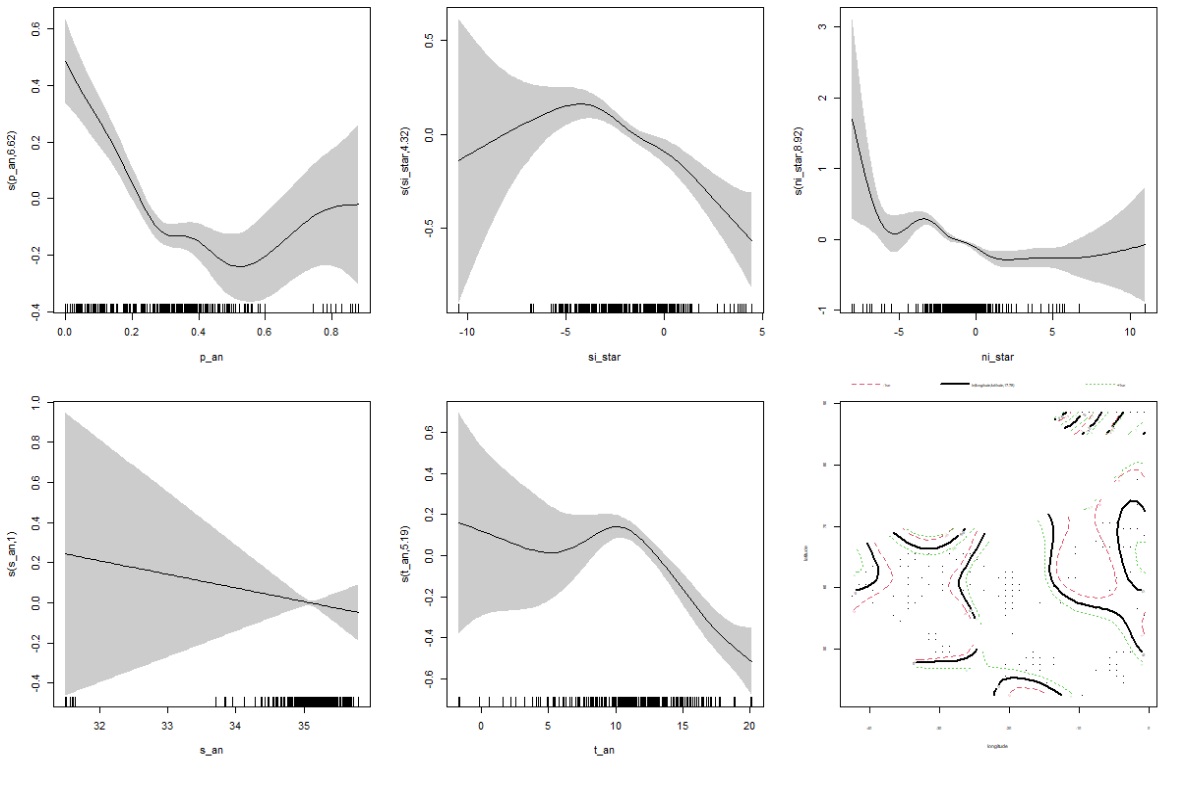 0.6
0.4
0.2
0.0
-0.2
-0.4
s(p_an,6.62)
0.0 0.2 0.4 0.6 0.8
p_an
0.5
0.0
-0.5
s(si_star,4.32)
-10 -5 0 5
si_star
3
2
1
0
-1
s(ni_star,8.92)
-5 0 5 10
ni_star
1.0
0.8
0.6
0.4
0.2
0.0
-0.2
-0.4
s(s_an,1)
32 33 34 35
s_an
0.6
0.4
0.2
0.0
-0.2
-0.4
-0.6
s(t_an,5.19)
0 5 10 15 20
t_an
latitude
longitude